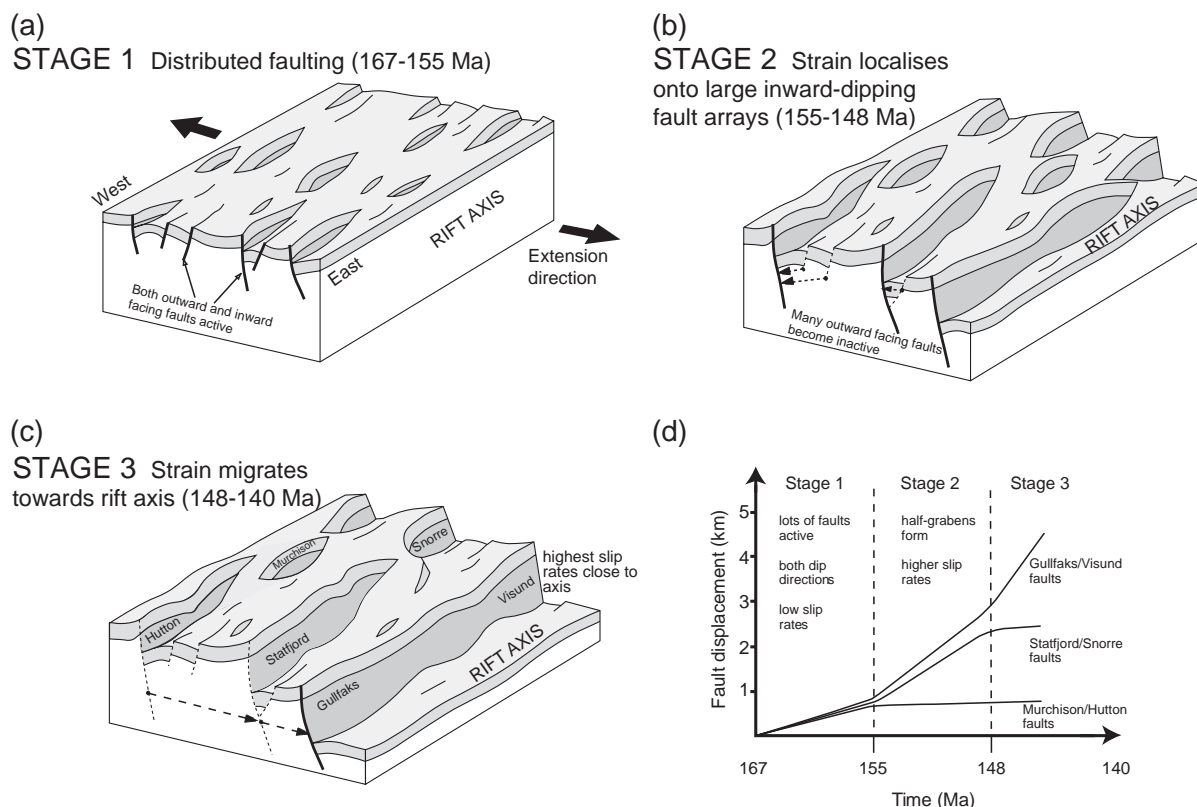 (a)
STAGE 1 Distributed faulting (167-155 Ma)
West
RIFT AXIS
East
Extension
direction
Both outward and inward
facing faults active
(b)
STAGE 2 Strain localises
onto large inward-dipping
fault arrays (155-148 Ma)
RIFT AXIS
Many outward facing faults
become inactive
(c)
STAGE 3 Strain migrates
towards rift axis (148-140 Ma)
Murchison
Snorre
highest slip
rates close to
axis
Visund
Hutton
Statfjord
RIFT AXIS
Gullfaks
(d)
Stage 1
Stage 2
Stage 3
lots of faults
active
both dip
directions
low slip
rates
half-grabens
form
higher slip
rates
Gullfaks/Visund
faults
Statfjord/Snorre
faults
Murchison/Hutton
faults
Fault displacement (km)
5
4
3
2
1
167
155
148
140
Time (Ma)